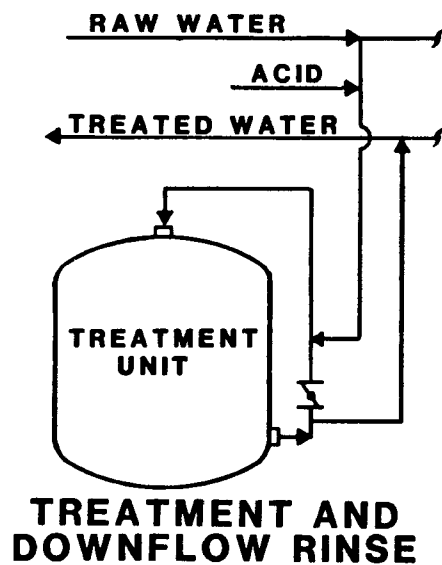 RAW WATER
ACID
TREATED WATER
TREATMENT
UNIT
TREATMENT AND
DOWNFLOW RINSE